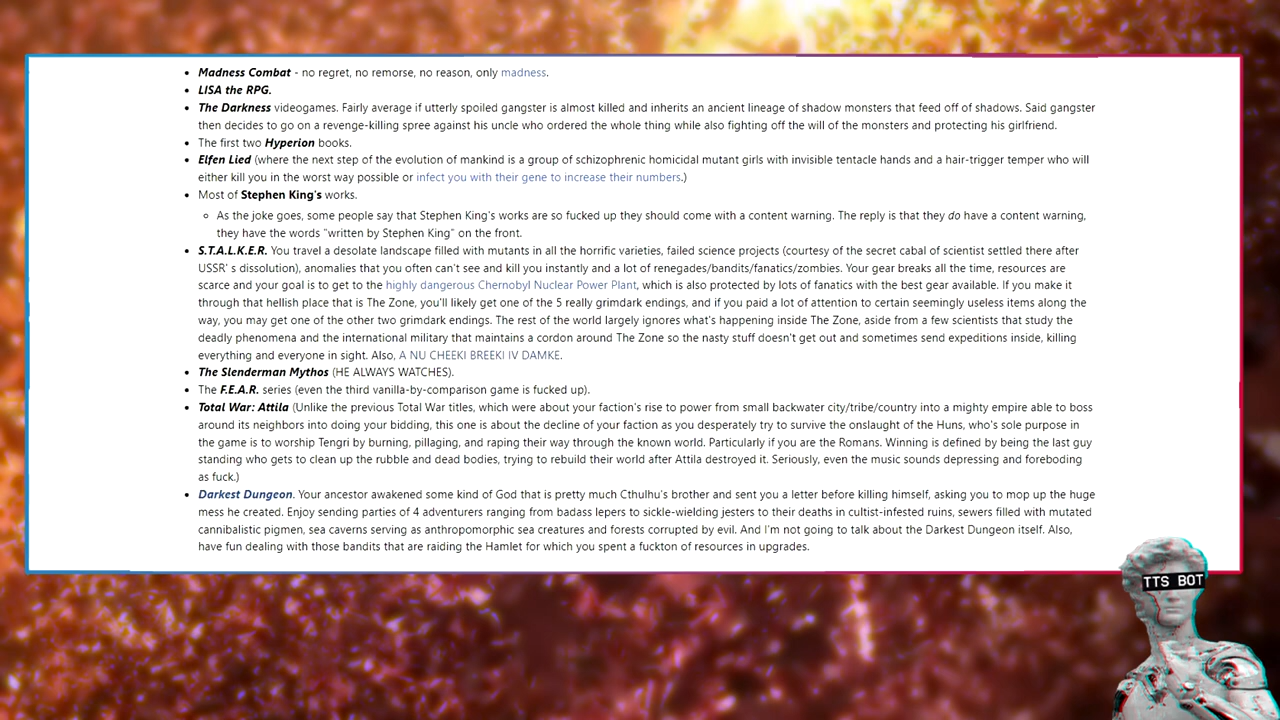 • Madness Combat - no regret, no remorse, no reason, only madness.
• LISA the RPG.
• The Darkness videogames. Fairly average if utterly spoiled gangster is almost killed and inherits an ancient lineage of shadow monsters that feed off of shadows. Said gangster
then decides to go on a revenge-killing spree against his uncle who ordered the whole thing while also fighting off the will of the monsters and protecting his girlfriend.
• The first two Hyperion books.
• Elfen Lied (where the next step of the evolution of mankind is a group of schizophrenic homicidal mutant girls with invisible tentacle hands and a hair-trigger temper who will
either kill you in the worst way possible or infect you with their gene to increase their numbers.)
• Most of Stephen King's works.
◦ As the joke goes, some people say that Stephen King's works are so fucked up they should come with a content warning. The reply is that they do have a content warning,
they have the words "written by Stephen King" on the front.
• S.T.A.L.K.E.R. You travel a desolate landscape filled with mutants in all the horrific varieties, failed science projects (courtesy of the secret cabal of scientist settled there after
USSR' s dissolution), anomalies that you often can't see and kill you instantly and a lot of renegades/bandits/fanatics/zombies. Your gear breaks all the time, resources are
scarce and your goal is to get to the highly dangerous Chernobyl Nuclear Power Plant, which is also protected by lots of fanatics with the best gear available. If you make it
through that hellish place that is The Zone, you'll likely get one of the 5 really grimdark endings, and if you paid a lot of attention to certain seemingly useless items along the
way, you may get one of the other two grimdark endings. The rest of the world largely ignores what's happening inside The Zone, aside from a few scientists that study the
deadly phenomena and the international military that maintains a cordon around The Zone so the nasty stuff doesn't get out and sometimes send expeditions inside, killing
everything and everyone in sight. Also, A NU CHEEKI BREEKI IV DAMKE.
• The Slenderman Mythos (HE ALWAYS WATCHES).
• The F.E.A.R. series (even the third vanilla-by-comparison game is fucked up).
• Total War: Attila (Unlike the previous Total War titles, which were about your faction's rise to power from small backwater city/tribe/country into a mighty empire able to boss
around its neighbors into doing your bidding, this one is about the decline of your faction as you desperately try to survive the onslaught of the Huns, who's sole purpose in
the game is to worship Tengri by burning, pillaging, and raping their way through the known world. Particularly if you are the Romans. Winning is defined by being the last guy
standing who gets to clean up the rubble and dead bodies, trying to rebuild their world after Attila destroyed it. Seriously, even the music sounds depressing and foreboding
as fuck.)
• Darkest Dungeon. Your ancestor awakened some kind of God that is pretty much Cthulhu's brother and sent you a letter before killing himself, asking you to mop up the huge
mess he created. Enjoy sending parties of 4 adventurers ranging from badass lepers to sickle-wielding jesters to their deaths in cultist-infested ruins, sewers filled with mutated
cannibalistic pigmen, sea caverns serving as anthropomorphic sea creatures and forests corrupted by evil. And I'm not going to talk about the Darkest Dungeon itself. Also,
have fun dealing with those bandits that are raiding the Hamlet for which you spent a fuckton of resources in upgrades.
TTS BOT